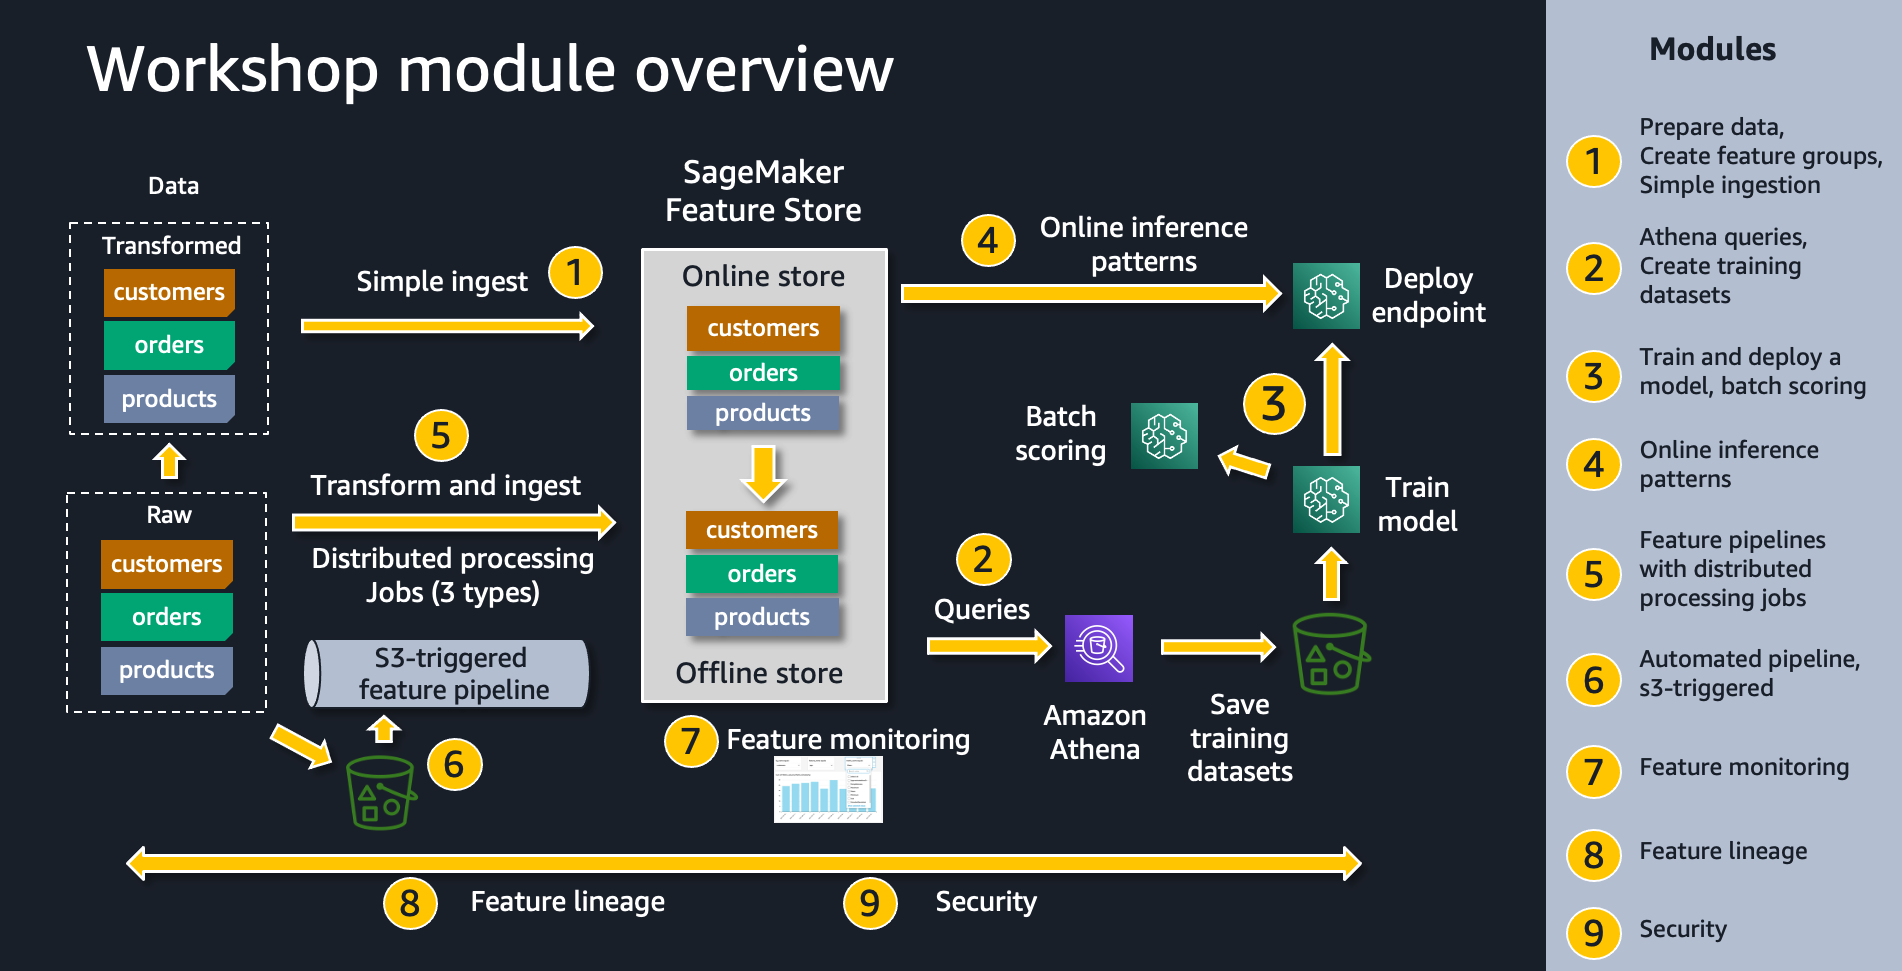 Workshop module overview
Data
Transformed
customers
orders
products
Raw
customers
orders
products
Simple ingest
1
5
Transform and ingest
Distributed processing
Jobs (3 types)
S3-triggered
feature pipeline
6
SageMaker
Feature Store
Online store
customers
orders
products
customers
orders
products
Offline store
7
Feature monitoring
4
Online inference
patterns
Deploy
endpoint
3
Batch
scoring
Train
model
2
Queries
Amazon
Athena
Save
training
datasets
8
Feature lineage
9
Security
Modules
1
Prepare data,
Create feature groups,
Simple ingestion
2
Athena queries,
Create training
datasets
3
Train and deploy a
model, batch scoring
4
Online inference
patterns
5
Feature pipelines
with distributed
processing jobs
6
Automated pipeline,
s3-triggered
7
Feature monitoring
8
Feature lineage
9
Security